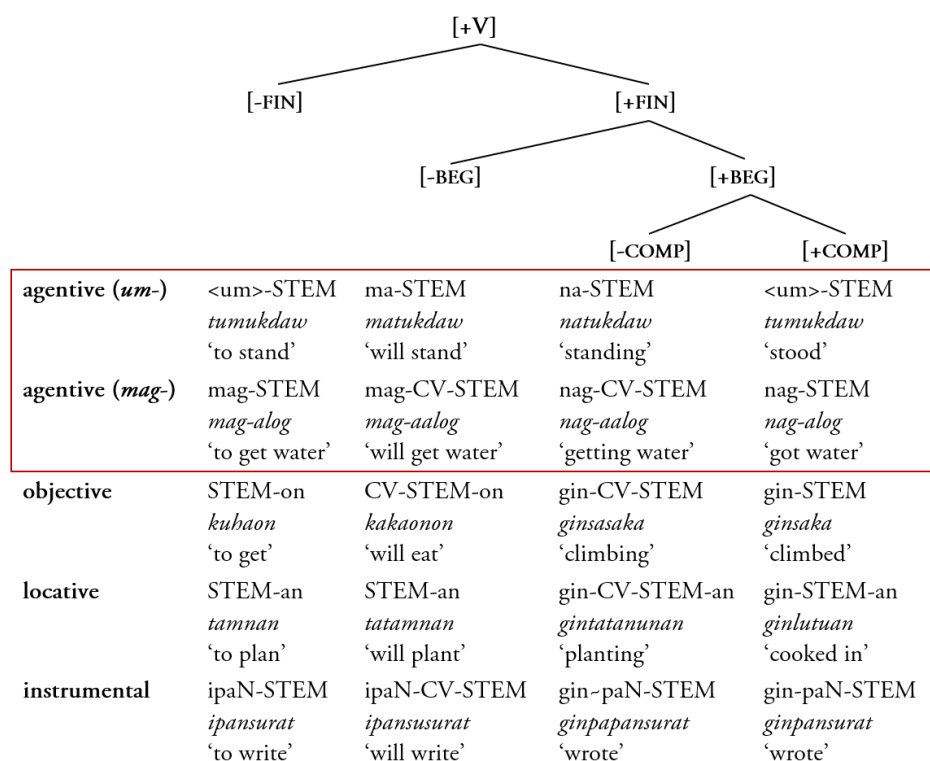 [+V]
[-FIN] [+FIN]
[-BEG] [+BEG]
[-COMP] [+COMP]
agentive (um-) <um>-STEM ma-STEM na-STEM <um>-STEM
tumukdaw matukdaw natukdaw tumukdaw
‘to stand’ ‘will stand’ ‘standing’ ‘stood’
agentive (mag-) mag-STEM mag-CV-STEM nag-CV-STEM nag-STEM
mag-alog mag-aalog nag-aalog nag-alog
‘to get water’ ‘will get water’ ‘getting water’ ‘got water’
objective STEM-on CV-STEM-on gin-CV-STEM gin-STEM
kuhaon kakaonon ginsasaka ginsaka
‘to get’ ‘will eat’ ‘climbing’ ‘climbed’
locative STEM-an STEM-an gin-CV-STEM-an gin-STEM-an
tamnan tatamnan gintatanunan ginlutuan
‘to plan’ ‘will plant’ ‘planting’ ‘cooked in’
instrumental ipaN-STEM ipaN-CV-STEM gin~paN-STEM gin-paN-STEM
ipansurat ipansusurat ginpapansurat ginpansurat
‘to write’ ‘will write’ ‘wrote’ ‘wrote’